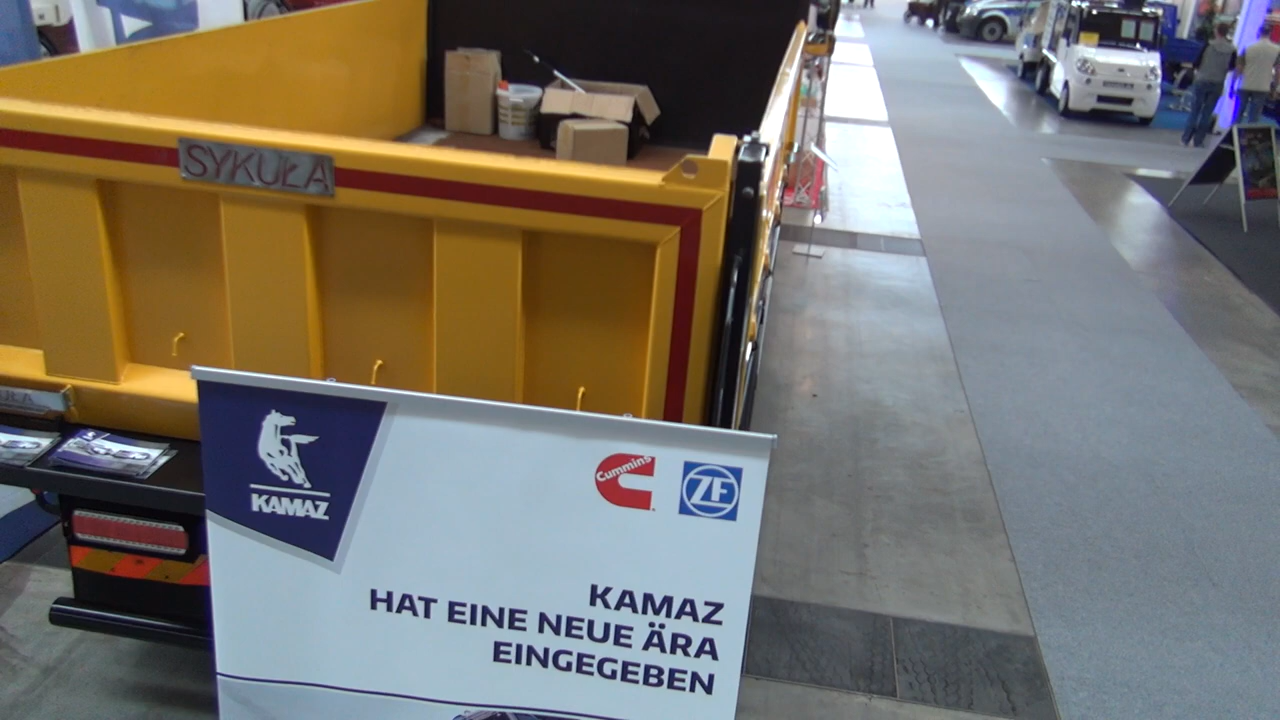 SYKUŁA
KAMAZ
Cummins
ZF
KAMAZ
HAT EINE NEUE ÄRA
EINGEGEBEN